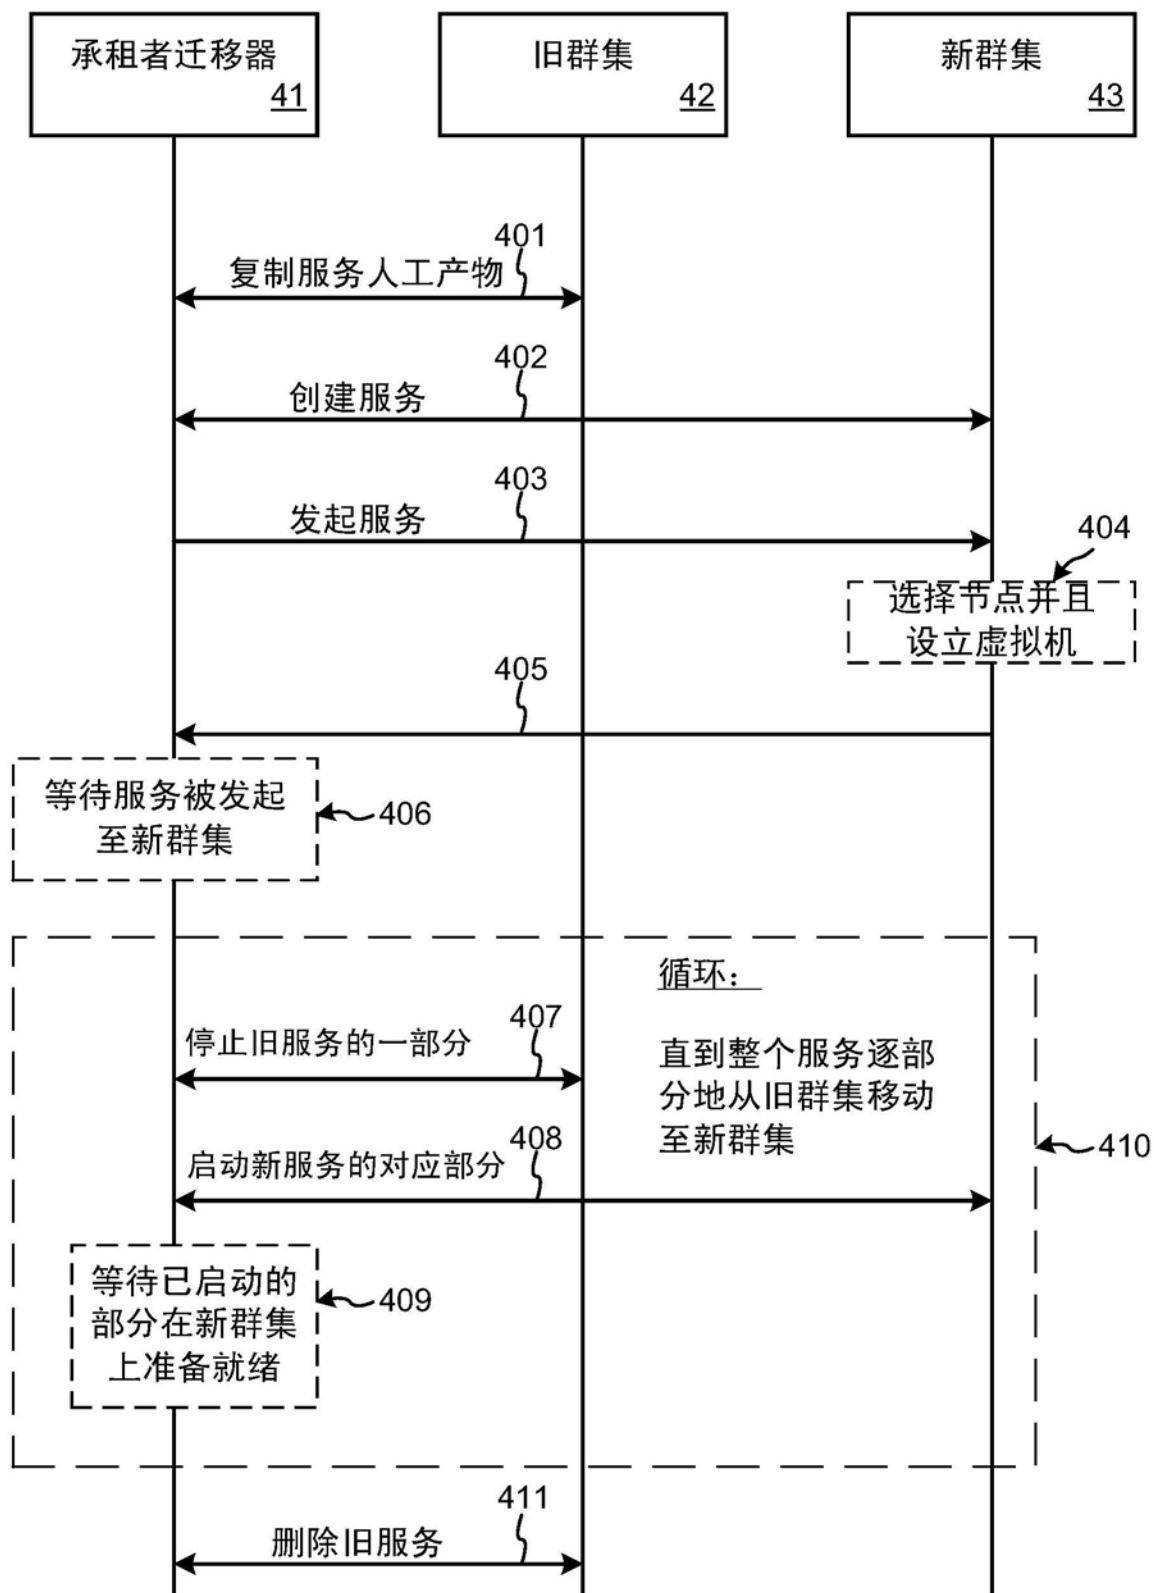 承租者迁移器
41
旧群集
42
新群集
43
401
复制服务人工产物
402
创建服务
403
发起服务
404
选择节点并且
设立虚拟机
405
等待服务被发起
至新群集
406
循环：
407
停止旧服务的一部分
直到整个服务逐部
分地从旧群集移动
至新群集
408
启动新服务的对应部分
410
等待已启动的
部分在新群集
上准备就绪
409
411
删除旧服务